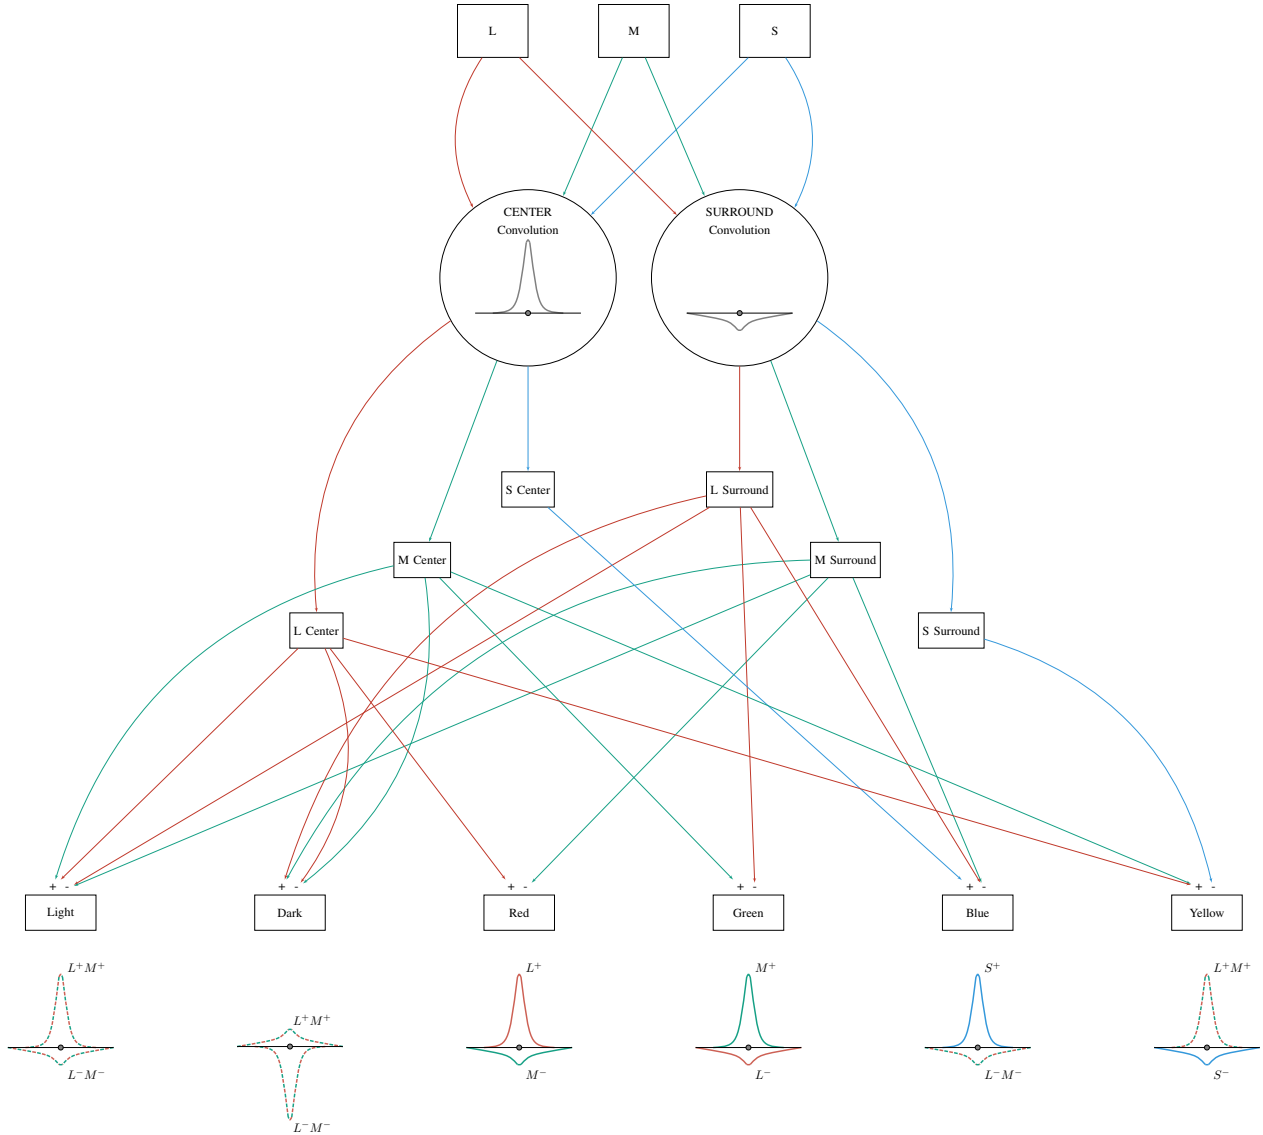 L
M
S
CENTER
Convolution
SURROUND
Convolution
S Center
L Surround
M Center
M Surround
L Center
S Surround
+ -
+ -
+ -
+ -
+ -
+ -
Light
Dark
Red
Green
Blue
Yellow
L⁺M⁺
L⁺
M⁺
S⁺
L⁺M⁺
L⁺M⁺
L⁻M⁻
M⁻
L⁻
L⁻M⁻
S⁻
L⁻M⁻